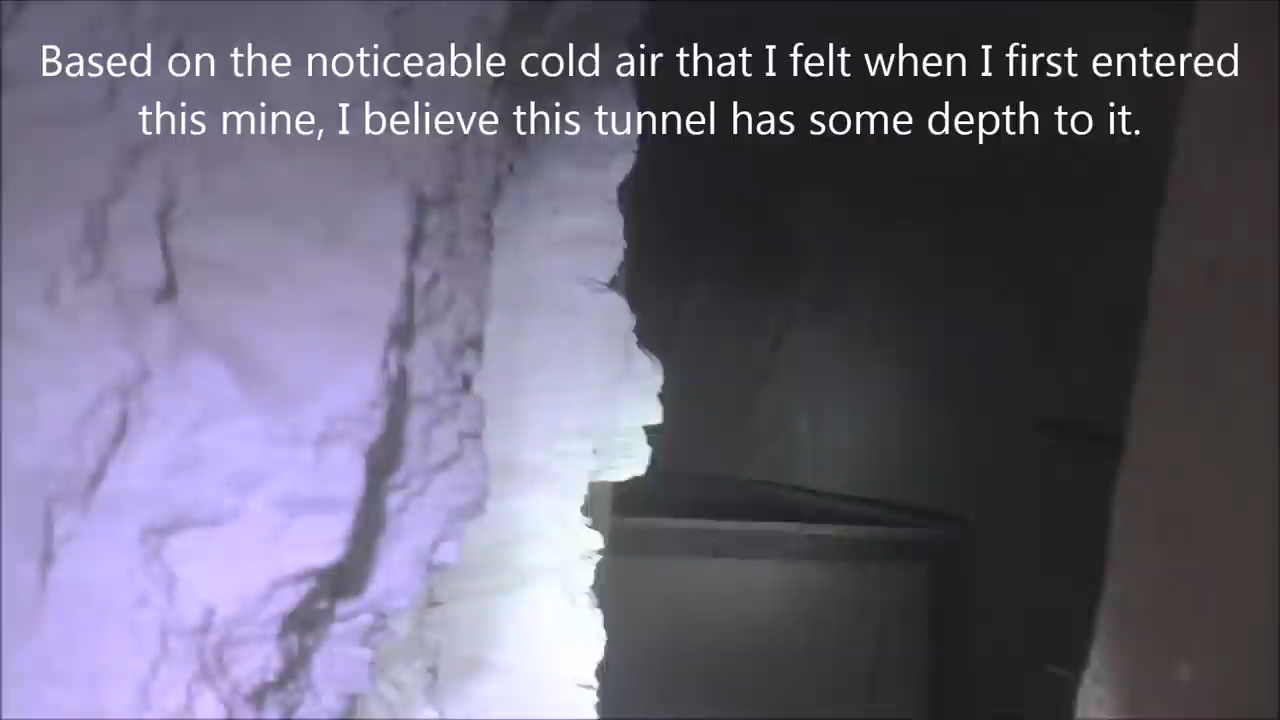 Based on the noticeable cold air that I felt when I first entered
this mine, I believe this tunnel has some depth to it.